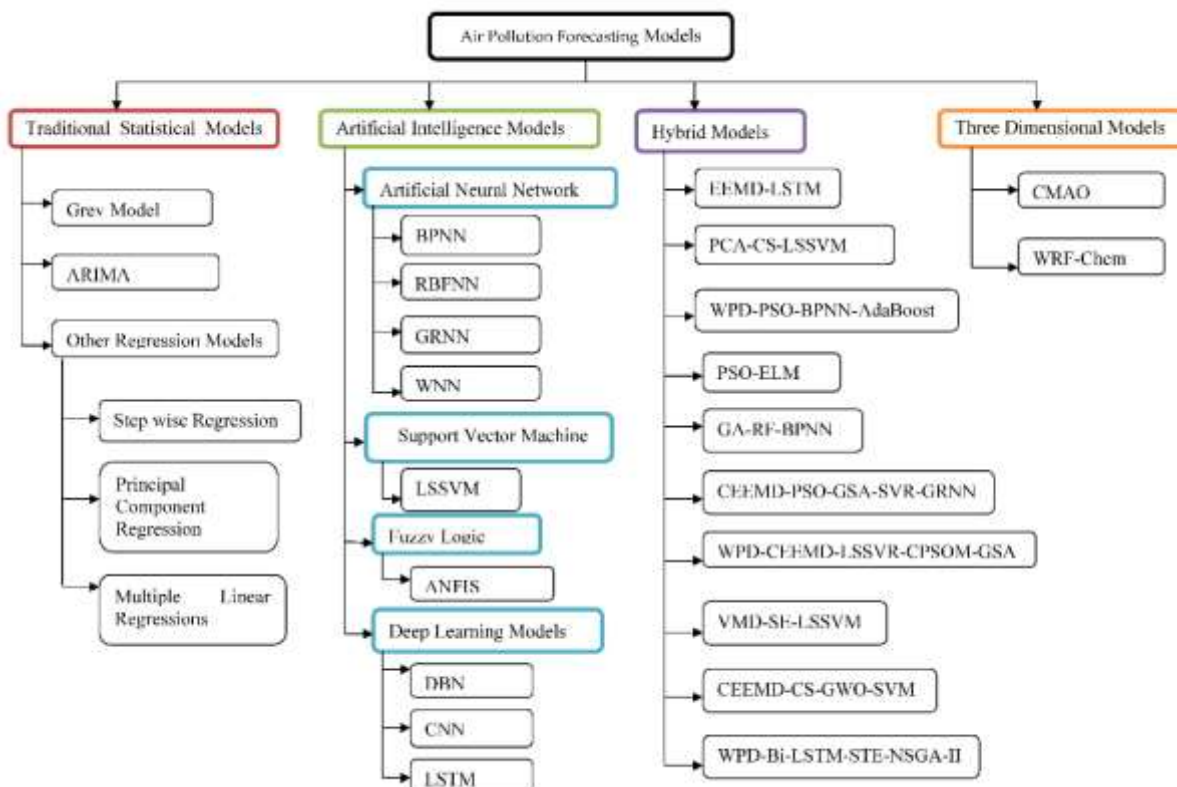 Air Pollution Forecasting Models
Traditional Statistical Models
Grey Model
ARIMA
Other Regression Models
Step wise Regression
Principal
Component
Regression
Multiple Linear
Regressions
Artificial Intelligence Models
Artificial Neural Network
BPNN
RBFNN
GRNN
WNN
Support Vector Machine
LSSVM
Fuzzy Logic
ANFIS
Deep Learning Models
DBN
CNN
LSTM
Hybrid Models
EEMD-LSTM
PCA-CS-LSSVM
WPD-PSO-BPNN-AdaBoost
PSO-ELM
GA-RF-BPNN
CEEMD-PSO-GSA-SVR-GRNN
WPD-CEEMD-LSSVR-CPSOM-GSA
VMD-SE-LSSVM
CEEMD-CS-GWO-SVM
WPD-Bi-LSTM-STE-NSGA-II
Three Dimensional Models
CMAQ
WRF-Chem